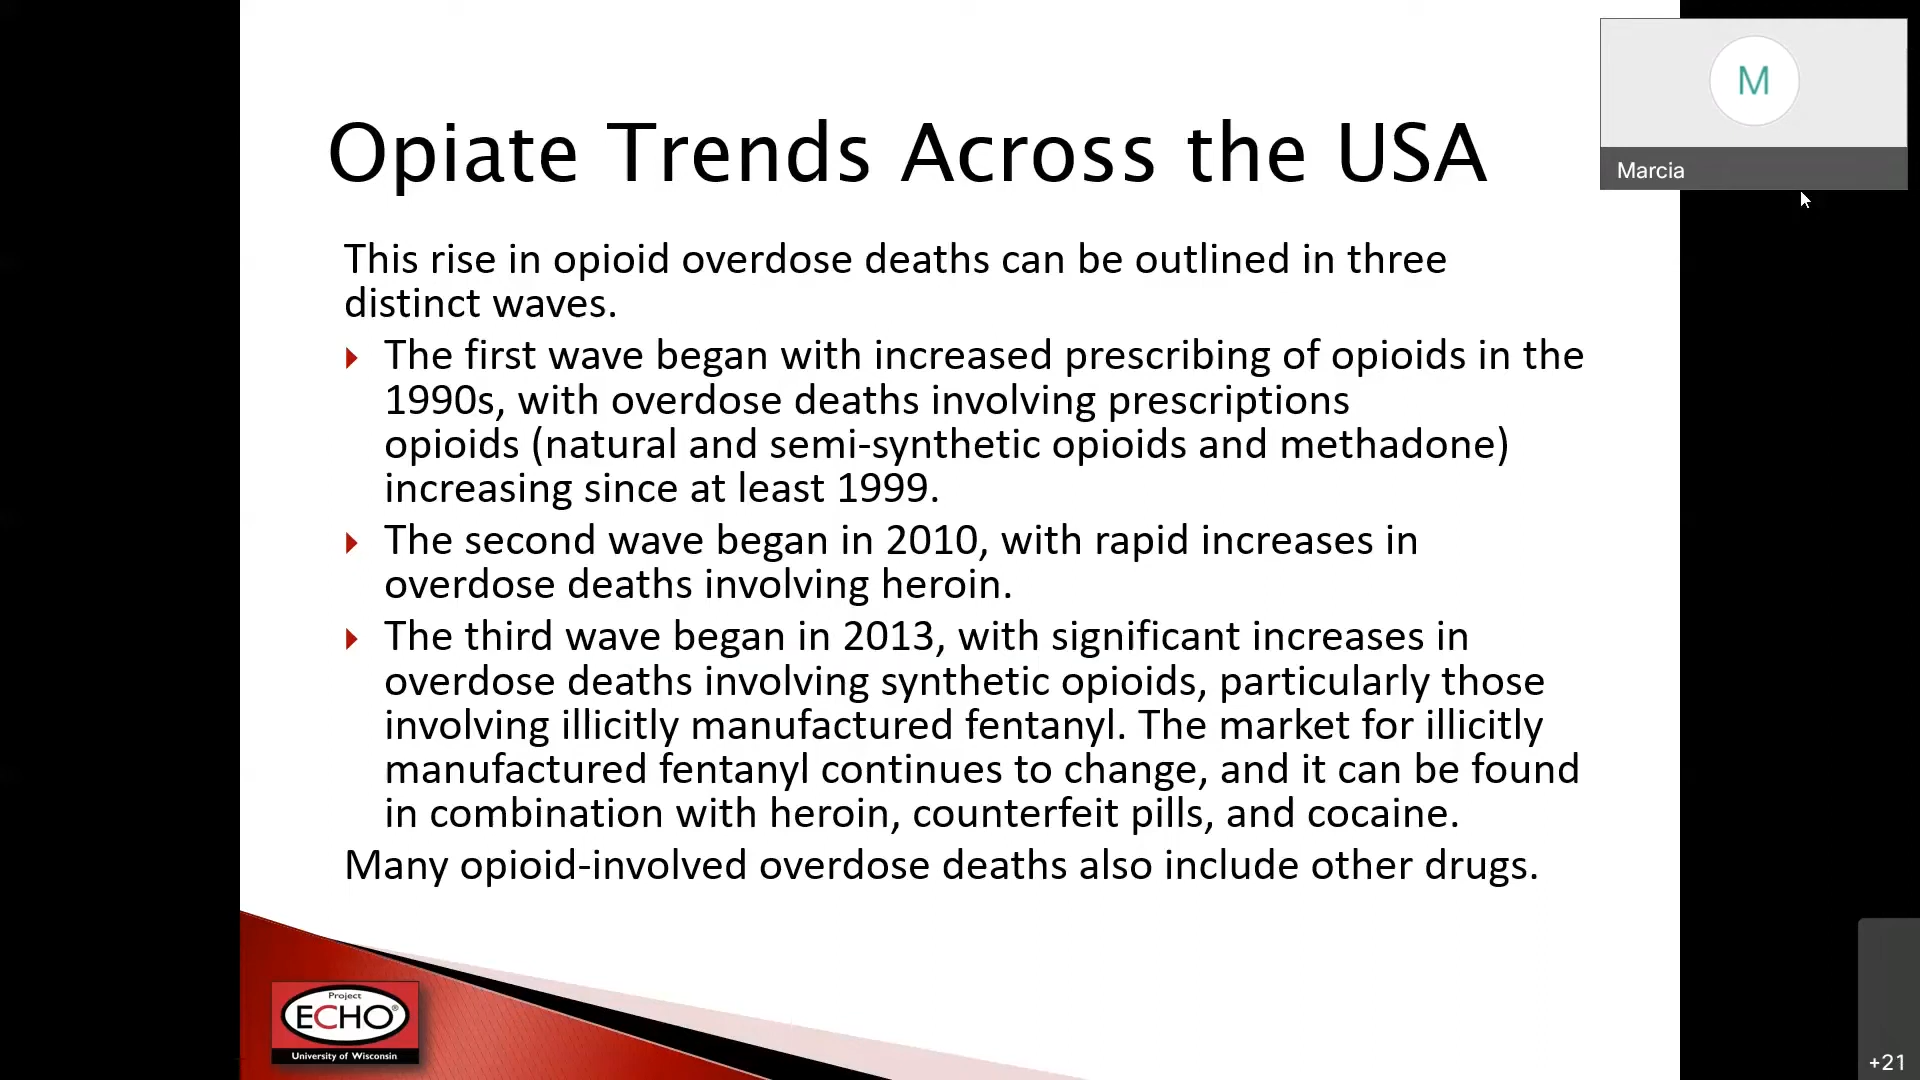 Opiate Trends Across the USA
M
Marcia
This rise in opioid overdose deaths can be outlined in three
distinct waves.
The first wave began with increased prescribing of opioids in the
1990s, with overdose deaths involving prescriptions
opioids (natural and semi-synthetic opioids and methadone)
increasing since at least 1999.
The second wave began in 2010, with rapid increases in
overdose deaths involving heroin.
The third wave began in 2013, with significant increases in
overdose deaths involving synthetic opioids, particularly those
involving illicitly manufactured fentanyl. The market for illicitly
manufactured fentanyl continues to change, and it can be found
in combination with heroin, counterfeit pills, and cocaine.
Many opioid-involved overdose deaths also include other drugs.
Project
ECHO®
University of Wisconsin
+21